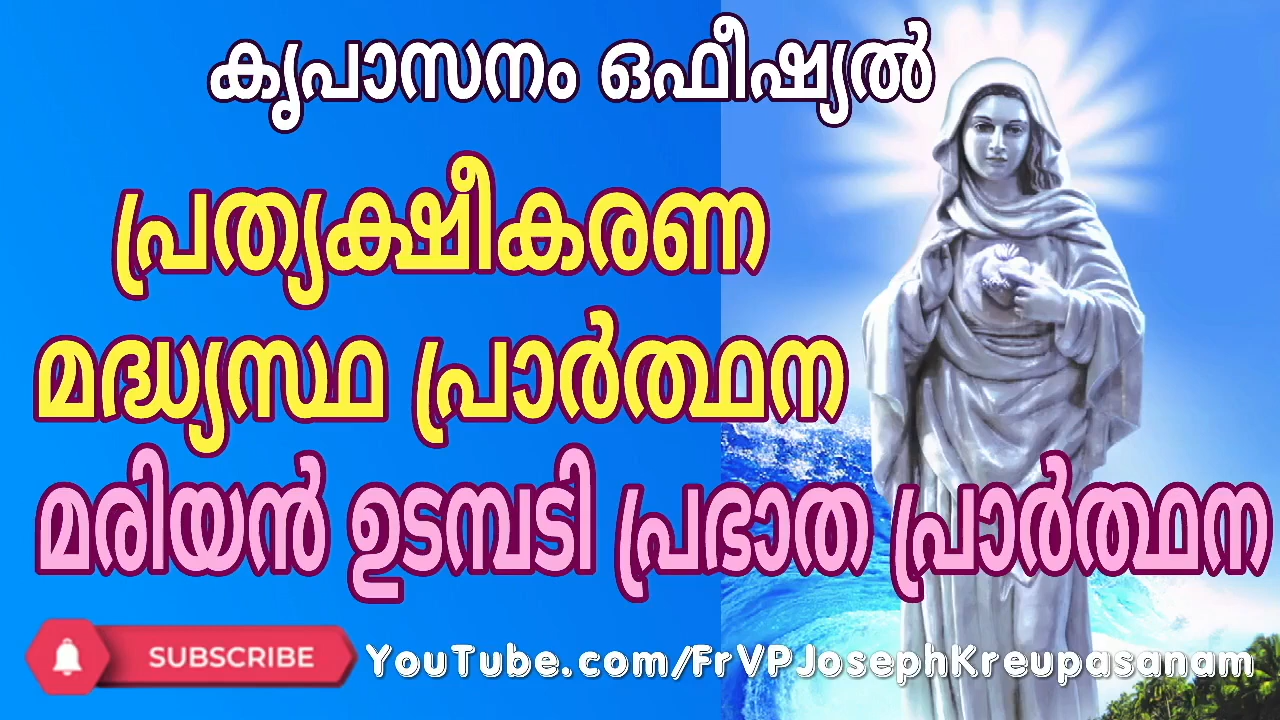 കൃപാസനം ഒഫീഷ്യൽ
പ്രത്യക്ഷീകരണ
മദ്ധ്യസ്ഥ പ്രാർത്ഥന
മരിയൻ ഉടമ്പടി പ്രഭാത പ്രാർത്ഥന
SUBSCRIBE YouTube.com/FrVPJosephKreupasanam